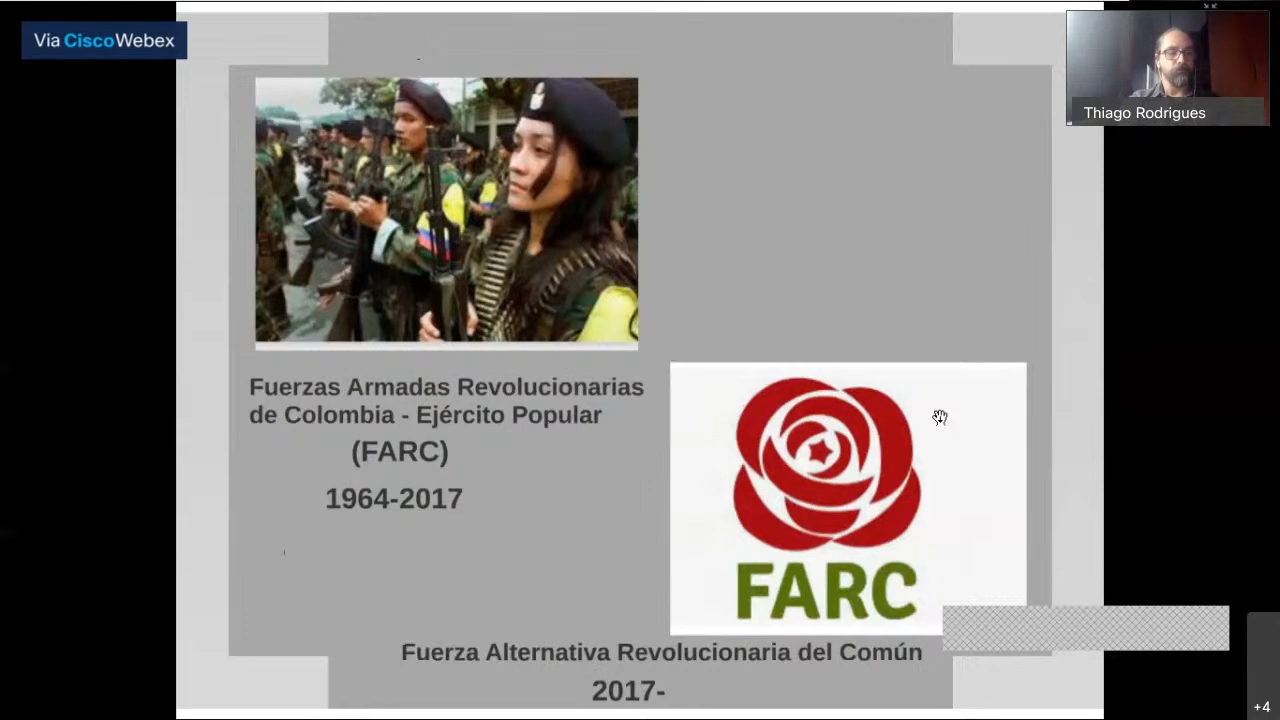 Via CiscoWebex
Thiago Rodrigues
Fuerzas Armadas Revolucionarias
de Colombia - Ejército Popular
(FARC)
1964-2017
FARC
Fuerza Alternativa Revolucionaria del Común
2017-
+4